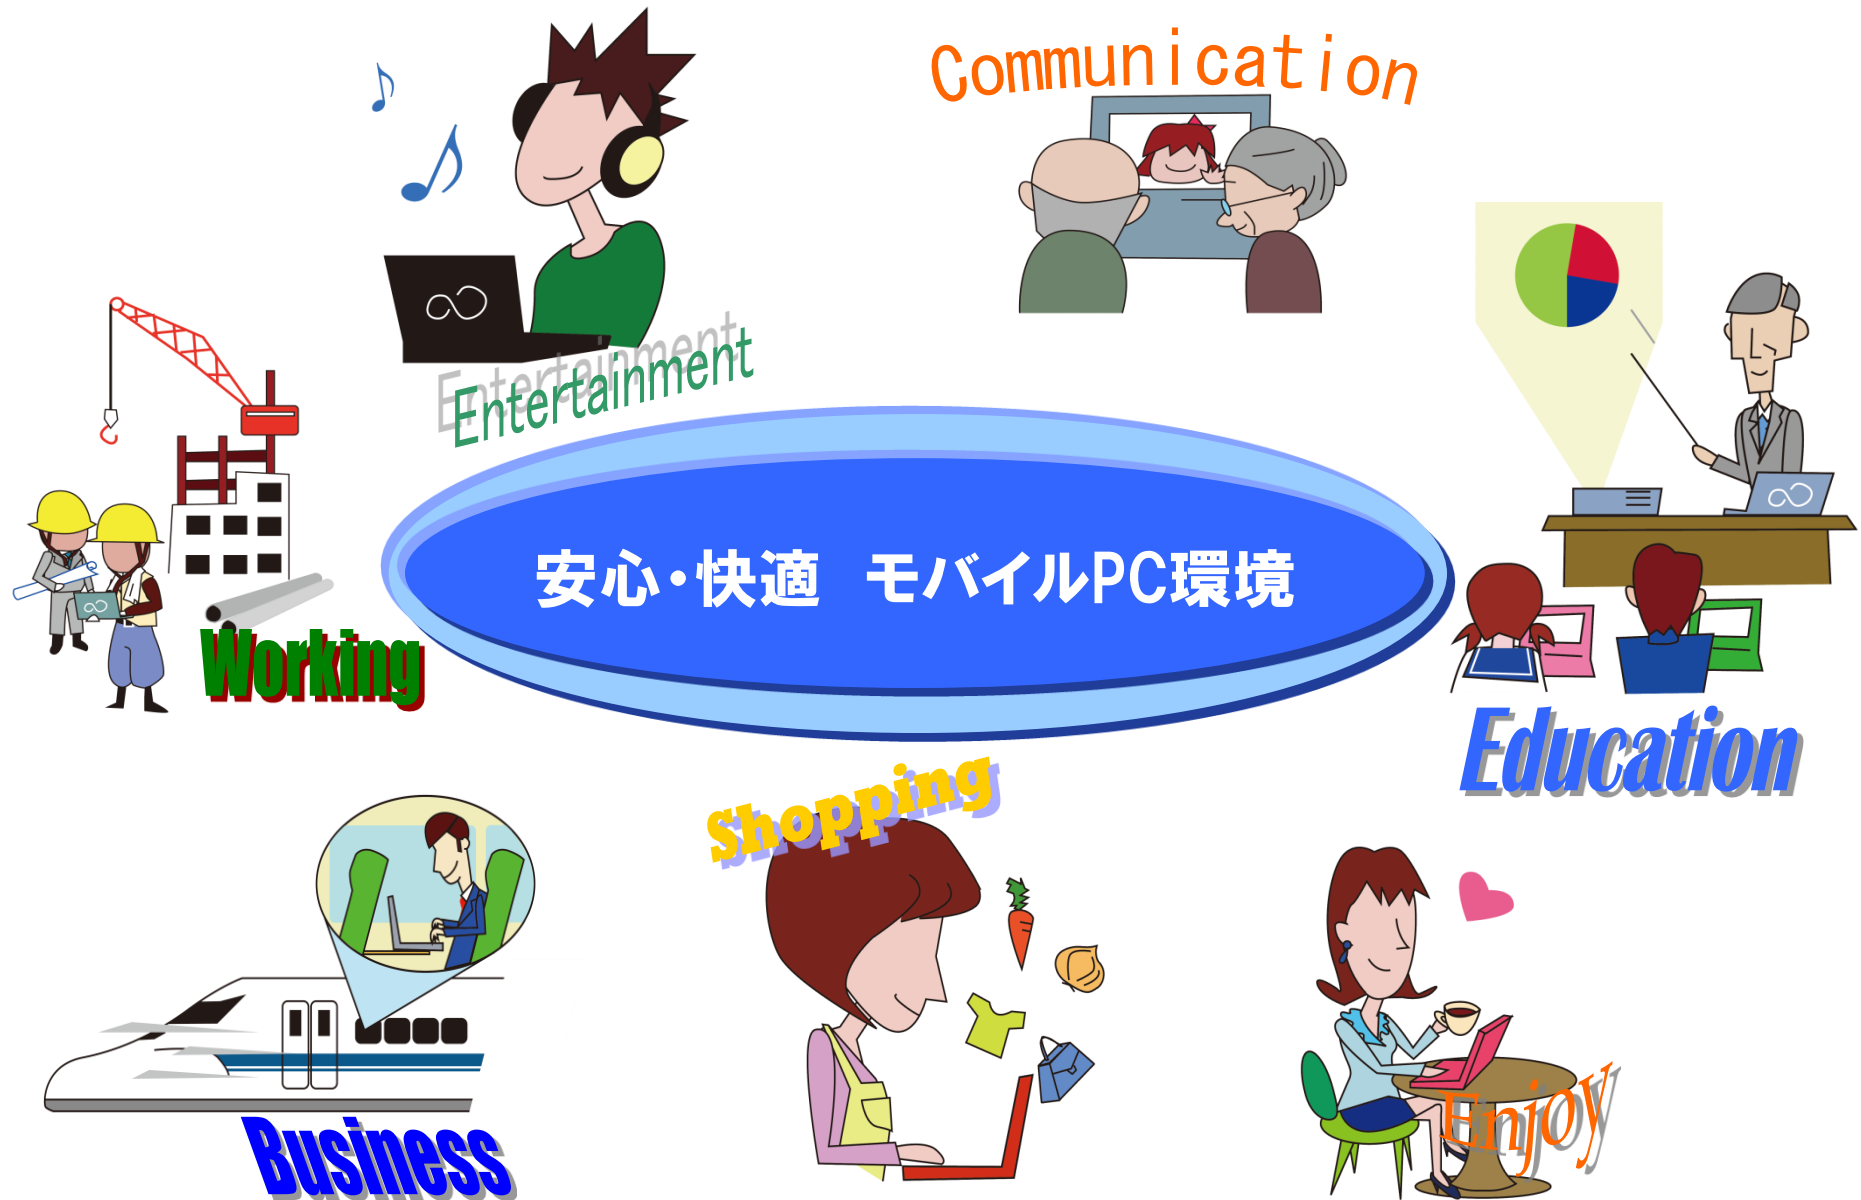 Communication
Entertainment
安心・快適　モバイルPC環境
Working
Education
Shopping
Business
Enjoy